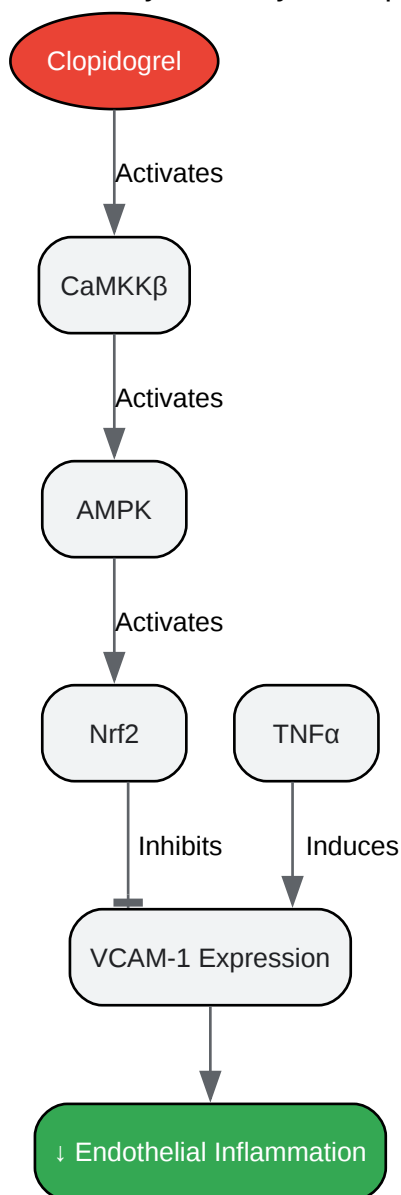 Clopidogrel
Activates
CaMKKβ
Activates
AMPK
Activates
Nrf2
TNFα
Inhibits
Induces
VCAM-1 Expression
↓ Endothelial Inflammation